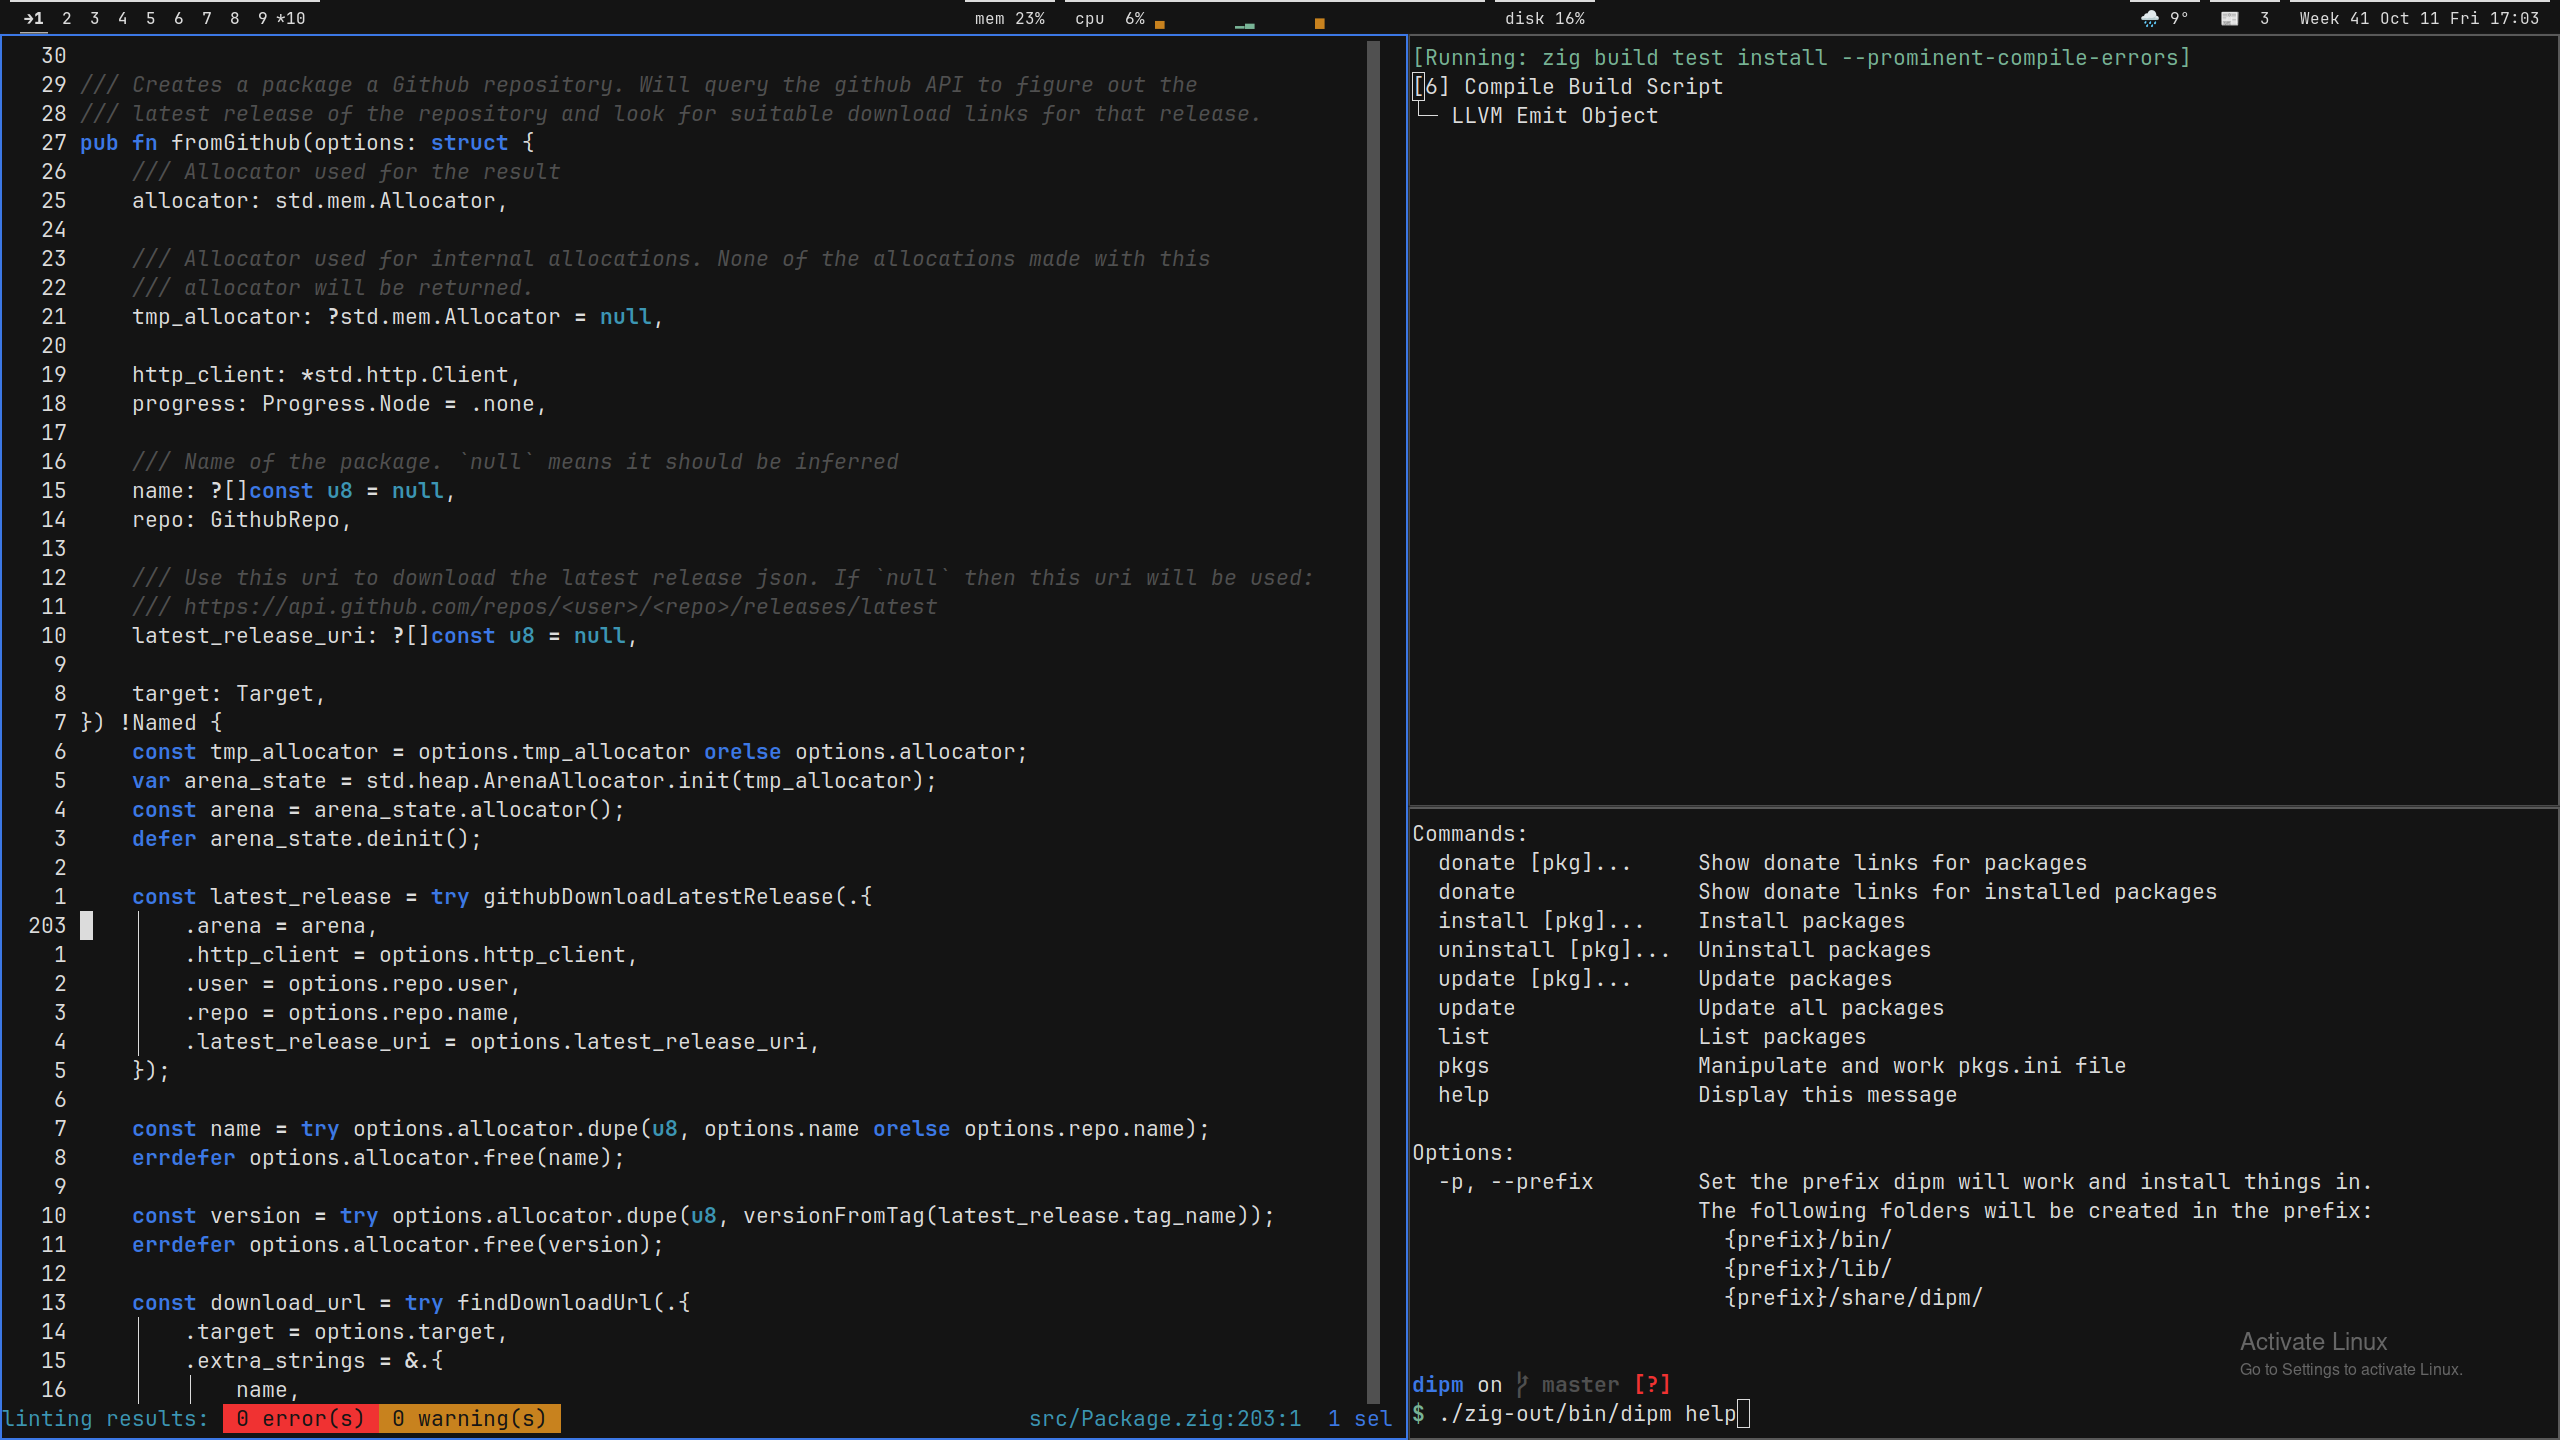 →1 2 3 4 5 6 7 8 9 *10 mem 23% cpu 6% disk 16% 9° 3 Week 41 Oct 11 Fri 17:03
30
29 /// Creates a package a Github repository. Will query the github API to figure out the
28 /// latest release of the repository and look for suitable download links for that release.
27 pub fn fromGithub(options: struct {
26     /// Allocator used for the result
25     allocator: std.mem.Allocator,
24
23     /// Allocator used for internal allocations. None of the allocations made with this
22     /// allocator will be returned.
21     tmp_allocator: ?std.mem.Allocator = null,
20
19     http_client: *std.http.Client,
18     progress: Progress.Node = .none,
17
16     /// Name of the package. `null` means it should be inferred
15     name: ?[]const u8 = null,
14     repo: GithubRepo,
13
12     /// Use this uri to download the latest release json. If `null` then this uri will be used:
11     /// https://api.github.com/repos/<user>/<repo>/releases/latest
10     latest_release_uri: ?[]const u8 = null,
9
8     target: Target,
7 }) !Named {
6     const tmp_allocator = options.tmp_allocator orelse options.allocator;
5     var arena_state = std.heap.ArenaAllocator.init(tmp_allocator);
4     const arena = arena_state.allocator();
3     defer arena_state.deinit();
2
1     const latest_release = try githubDownloadLatestRelease(.{
203         .arena = arena,
1         .http_client = options.http_client,
2         .user = options.repo.user,
3         .repo = options.repo.name,
4         .latest_release_uri = options.latest_release_uri,
5     });
6
7     const name = try options.allocator.dupe(u8, options.name orelse options.repo.name);
8     errdefer options.allocator.free(name);
9
10     const version = try options.allocator.dupe(u8, versionFromTag(latest_release.tag_name));
11     errdefer options.allocator.free(version);
12
13     const download_url = try findDownloadUrl(.{
14         .target = options.target,
15         .extra_strings = &.{
16             name,
linting results: 0 error(s) 0 warning(s) src/Package.zig:203:1 1 sel
[Running: zig build test install --prominent-compile-errors]
[6] Compile Build Script
└─ LLVM Emit Object
Commands:
  donate [pkg]...     Show donate links for packages
  donate              Show donate links for installed packages
  install [pkg]...    Install packages
  uninstall [pkg]...  Uninstall packages
  update [pkg]...     Update packages
  update              Update all packages
  list                List packages
  pkgs                Manipulate and work pkgs.ini file
  help                Display this message

Options:
  -p, --prefix        Set the prefix dipm will work and install things in.
                      The following folders will be created in the prefix:
                        {prefix}/bin/
                        {prefix}/lib/
                        {prefix}/share/dipm/
Activate Linux
Go to Settings to activate Linux.
dipm on master [?]
$ ./zig-out/bin/dipm help